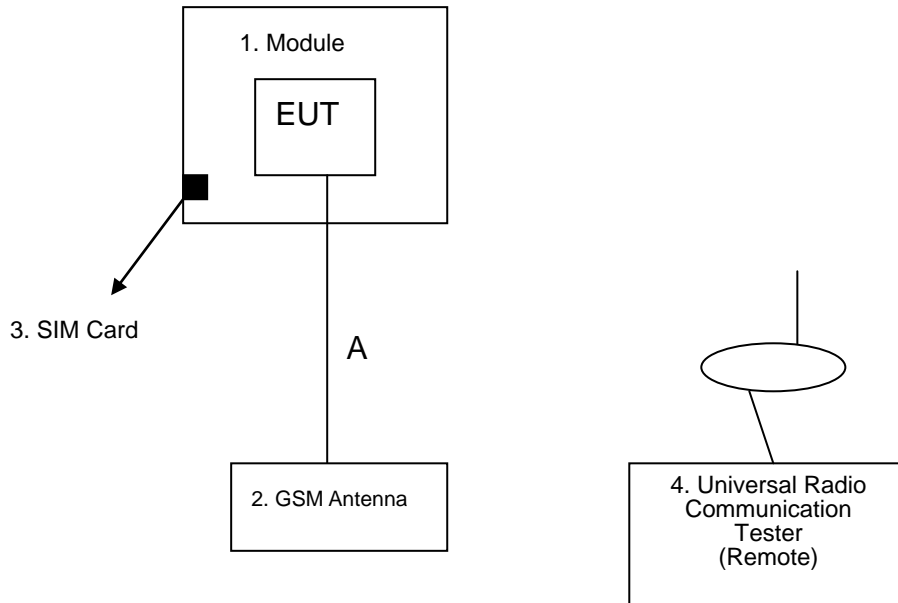 1. Module
EUT
3. SIM Card
A
2. GSM Antenna
4. Universal Radio
Communication
Tester
(Remote)